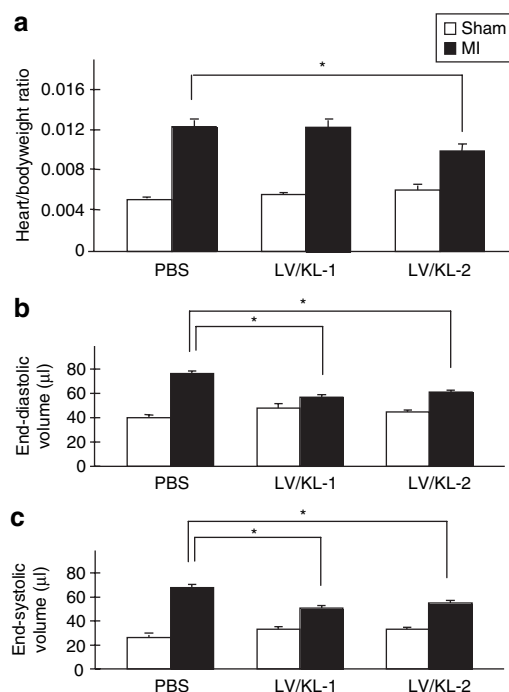 a
Sham
MI
*
Heart/bodyweight ratio
0.016
0.012
0.008
0.004
0
PBS LV/KL-1 LV/KL-2
b
*
*
End-diastolic
volume (μl)
80
60
40
20
0
PBS LV/KL-1 LV/KL-2
c
*
*
End-systolic
volume (μl)
80
60
40
20
0
PBS LV/KL-1 LV/KL-2